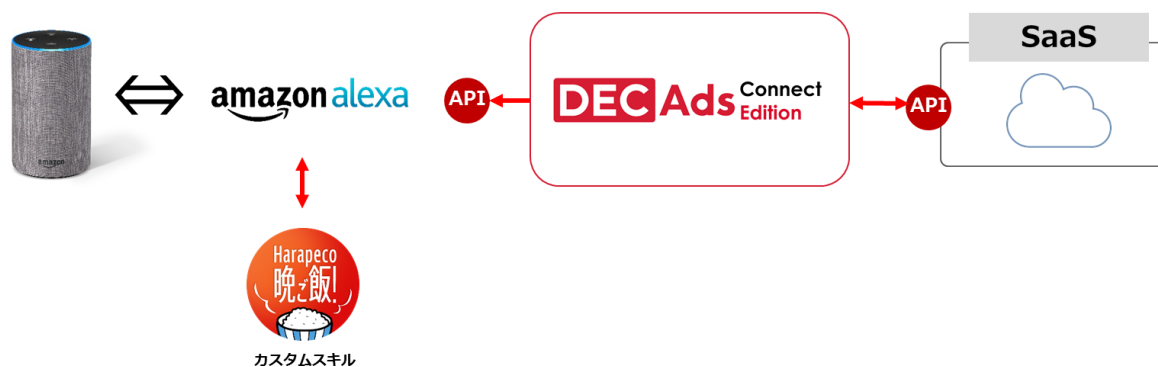 SaaS
amazon alexa
API
DEC Ads Connect
Edition
API
amazon
Harapeco
晩ご飯!
カスタムスキル